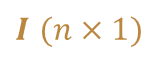 I (n × 1)